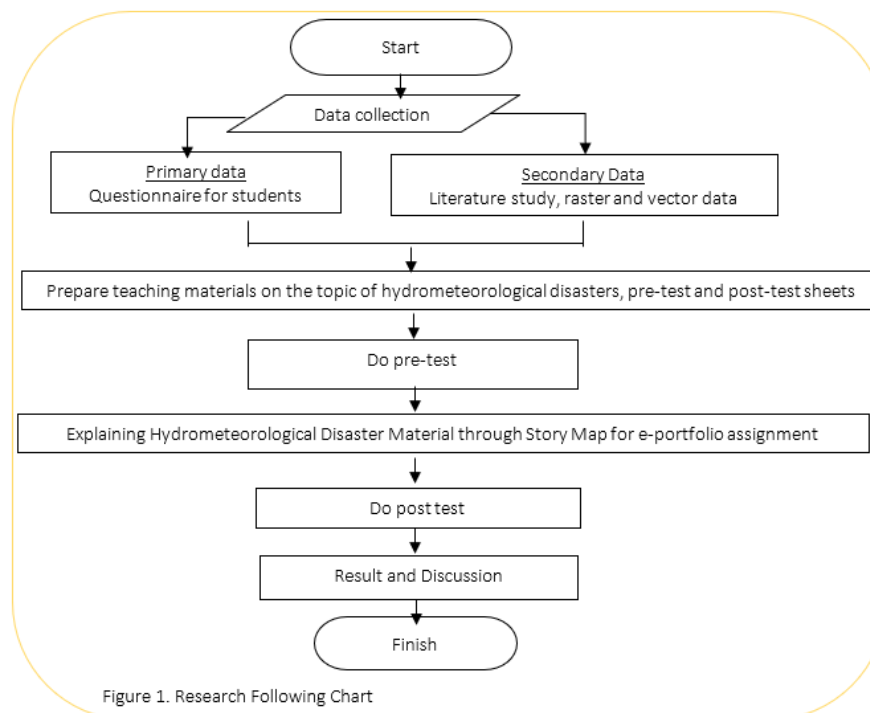 Start
Data collection
Primary data
Questionnaire for students
Secondary Data
Literature study, raster and vector data
Prepare teaching materials on the topic of hydrometeorological disasters, pre-test and post-test sheets
Do pre-test
Explaining Hydrometeorological Disaster Material through Story Map for e-portfolio assignment
Do post test
Result and Discussion
Finish
Figure 1. Research Following Chart